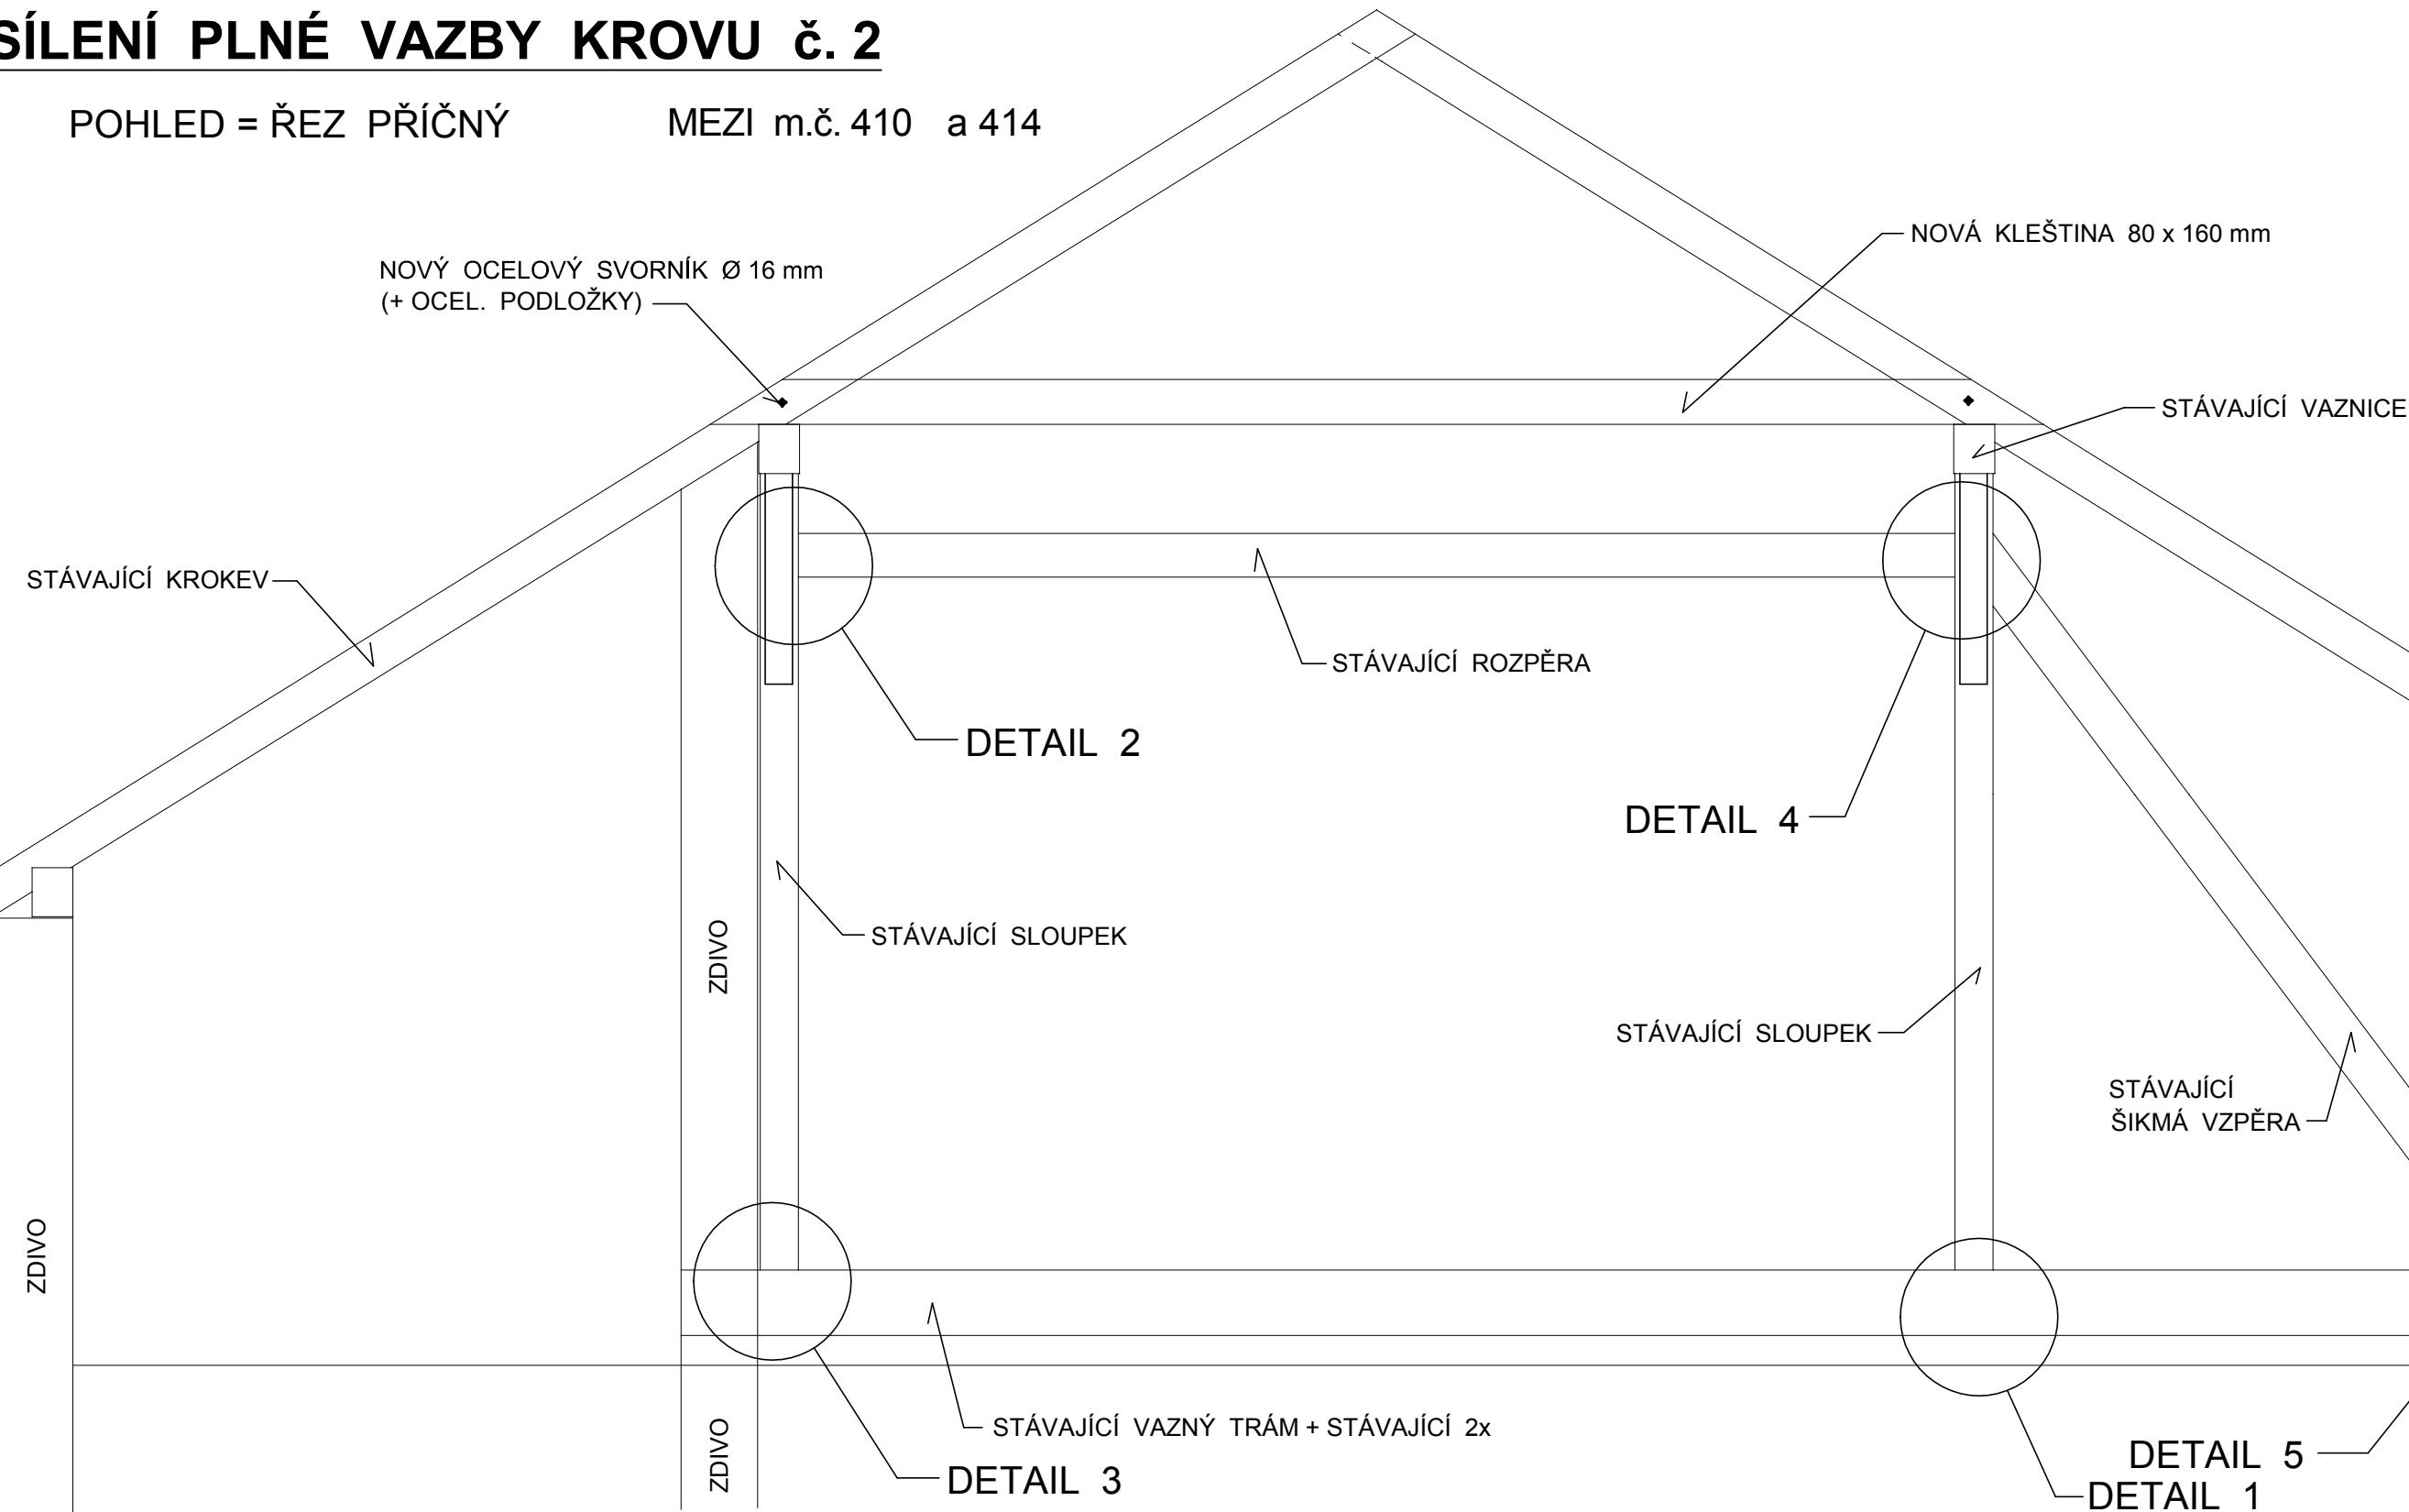 SÍLENÍ PLNÉ VAZBY KROVU č. 2
POHLED = ŘEZ PŘÍČNÝ
MEZI m.č. 410 a 414
NOVÁ KLEŠTINA 80 x 160 mm
NOVÝ OCELOVÝ SVORNÍK Ø 16 mm
(+ OCEL. PODLOŽKY)
STÁVAJÍCÍ VAZNICE
STÁVAJÍCÍ KROKEV
STÁVAJÍCÍ ROZPĚRA
DETAIL 2
DETAIL 4
STÁVAJÍCÍ SLOUPEK
ZDIVO
STÁVAJÍCÍ SLOUPEK
STÁVAJÍCÍ
ŠIKMÁ VZPĚRA
ZDIVO
STÁVAJÍCÍ VAZNÝ TRÁM + STÁVAJÍCÍ 2x
ZDIVO
DETAIL 3
DETAIL 5
DETAIL 1